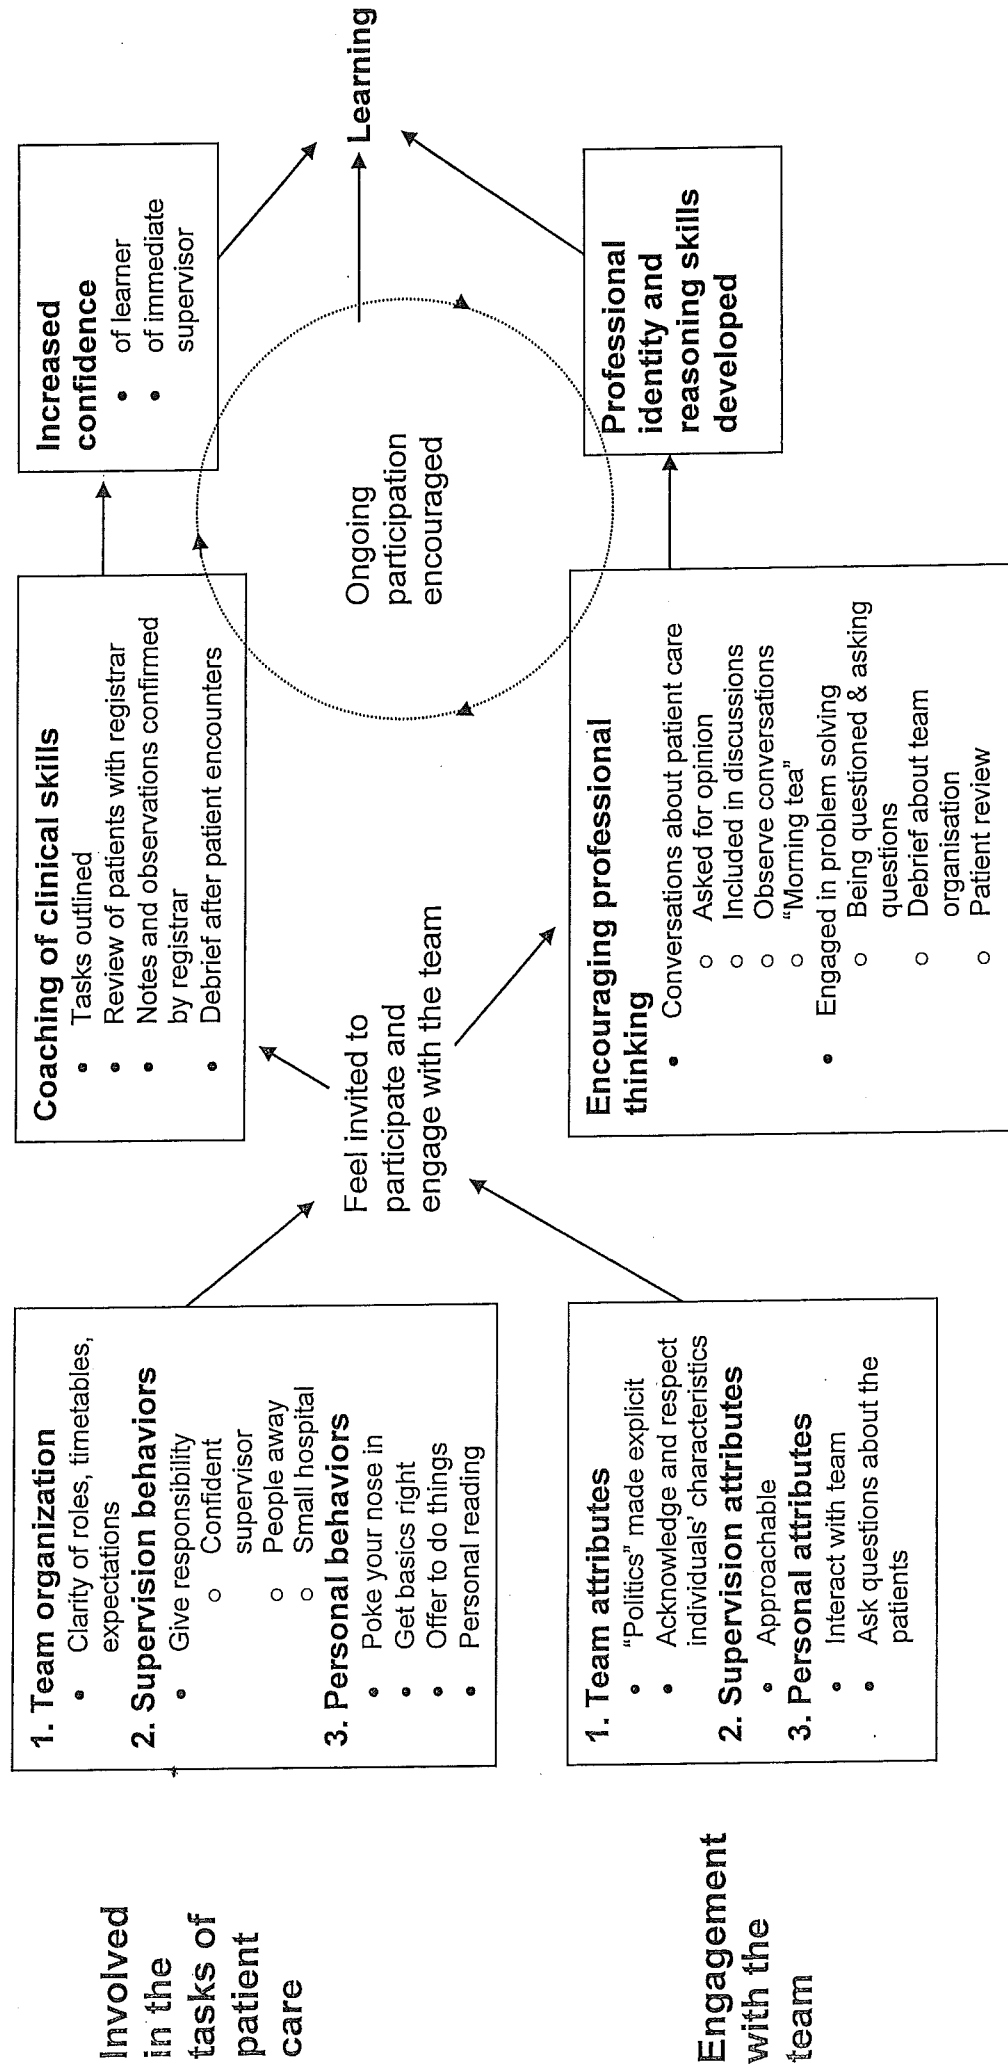 Involved
in the
tasks of
patient
care
1. Team organization
• Clarity of roles, timetables,
expectations
2. Supervision behaviors
• Give responsibility
○ Confident
supervisor
○ People away
○ Small hospital
3. Personal behaviors
• Poke your nose in
• Get basics right
• Offer to do things
• Personal reading
Engagement
with the
team
1. Team attributes
• "Politics" made explicit
• Acknowledge and respect
individuals' characteristics
2. Supervision attributes
• Approachable
3. Personal attributes
• Interact with team
• Ask questions about the
patients
Feel invited to
participate and
engage with the team
Coaching of clinical skills
• Tasks outlined
• Review of patients with registrar
• Notes and observations confirmed
by registrar
• Debrief after patient encounters
Encouraging professional
thinking
• Conversations about patient care
○ Asked for opinion
○ Included in discussions
○ Observe conversations
○ "Morning tea"
• Engaged in problem solving
○ Being questioned & asking
questions
○ Debrief about team
organisation
○ Patient review
Ongoing
participation
encouraged
Increased
confidence
• of learner
• of immediate
supervisor
Professional
identity and
reasoning skills
developed
Learning